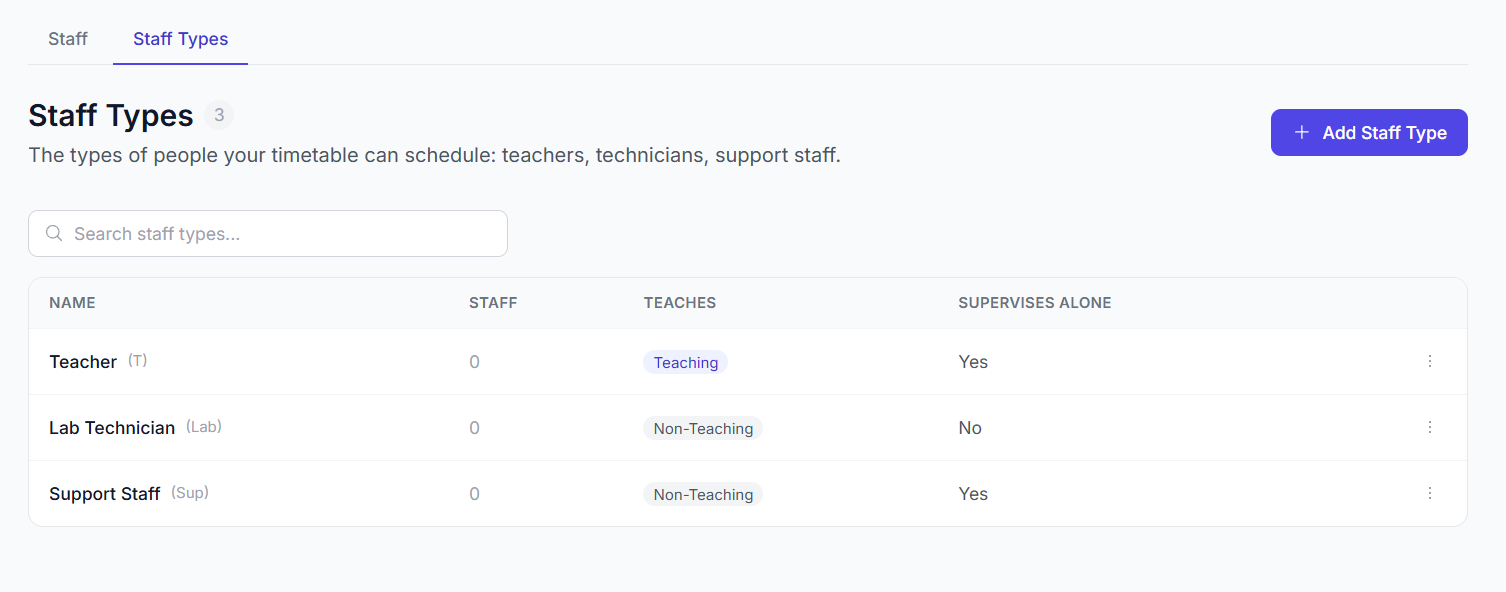 Staff Staff Types
Staff Types 3
The types of people your timetable can schedule: teachers, technicians, support staff.
+ Add Staff Type
Search staff types...
NAME STAFF TEACHES SUPERVISES ALONE
Teacher (T) 0 Teaching Yes
Lab Technician (Lab) 0 Non-Teaching No
Support Staff (Sup) 0 Non-Teaching Yes